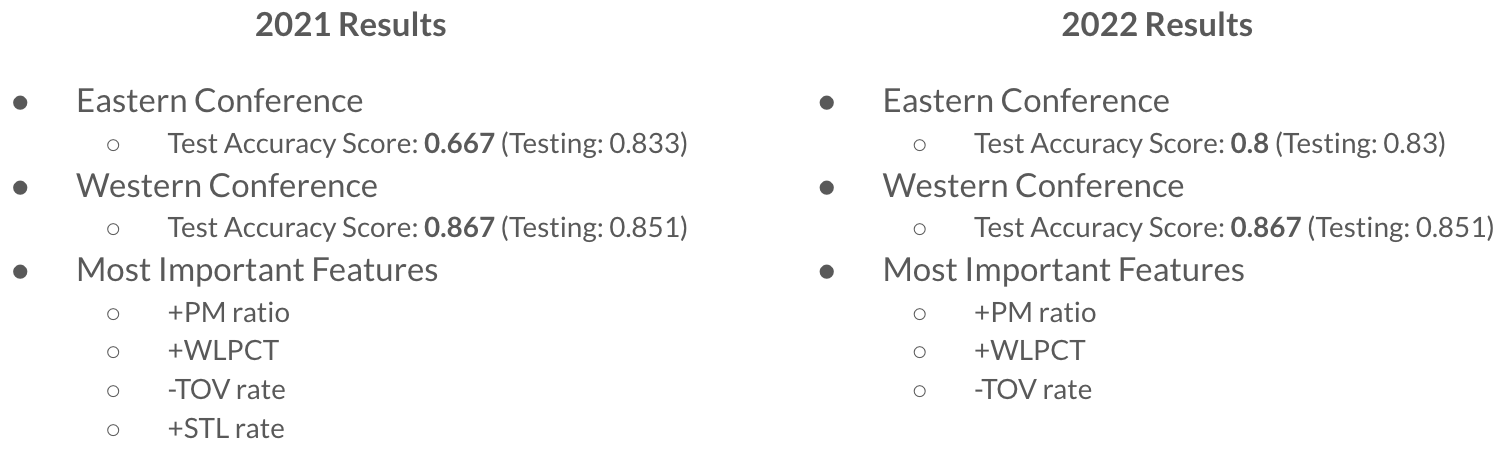 2021 Results
● Eastern Conference
○ Test Accuracy Score: 0.667 (Testing: 0.833)
● Western Conference
○ Test Accuracy Score: 0.867 (Testing: 0.851)
● Most Important Features
○ +PM ratio
○ +WLPCT
○ -TOV rate
○ +STL rate
2022 Results
● Eastern Conference
○ Test Accuracy Score: 0.8 (Testing: 0.83)
● Western Conference
○ Test Accuracy Score: 0.867 (Testing: 0.851)
● Most Important Features
○ +PM ratio
○ +WLPCT
○ -TOV rate